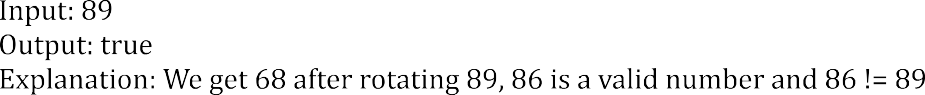 Input: 89
Output: true
Explanation: We get 68 after rotating 89, 86 is a valid number and 86 != 89